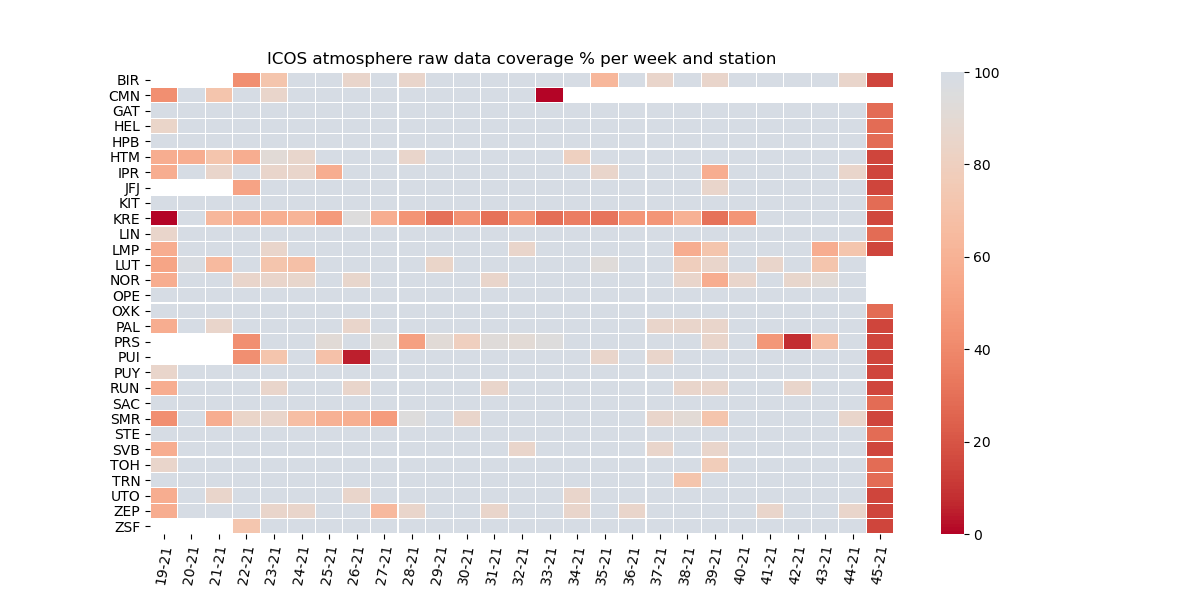 ICOS atmosphere raw data coverage % per week and station
BIR
CMN
GAT
HEL
HPB
HTM
IPR
JFJ
KIT
KRE
LIN
LMP
LUT
NOR
OPE
OXK
PAL
PRS
PUI
PUY
RUN
SAC
SMR
STE
SVB
TOH
TRN
UTO
ZEP
ZSF
19-21 20-21 21-21 22-21 23-21 24-21 25-21 26-21 27-21 28-21 29-21 30-21 31-21 32-21 33-21 34-21 35-21 36-21 37-21 38-21 39-21 40-21 41-21 42-21 43-21 44-21 45-21
100
80
60
40
20
0